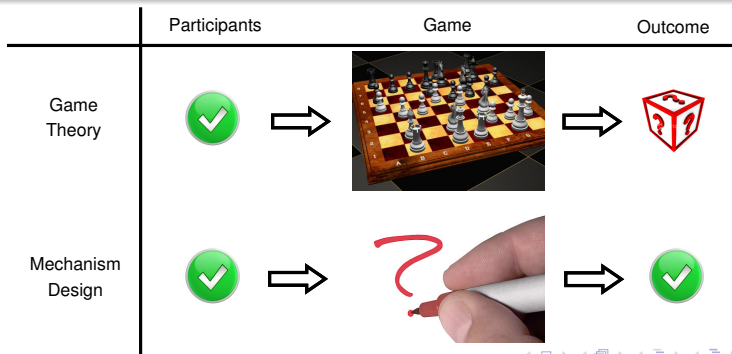 Participants Game Outcome
Game
Theory
? ? ?
A B C D E F G
Mechanism
Design
?